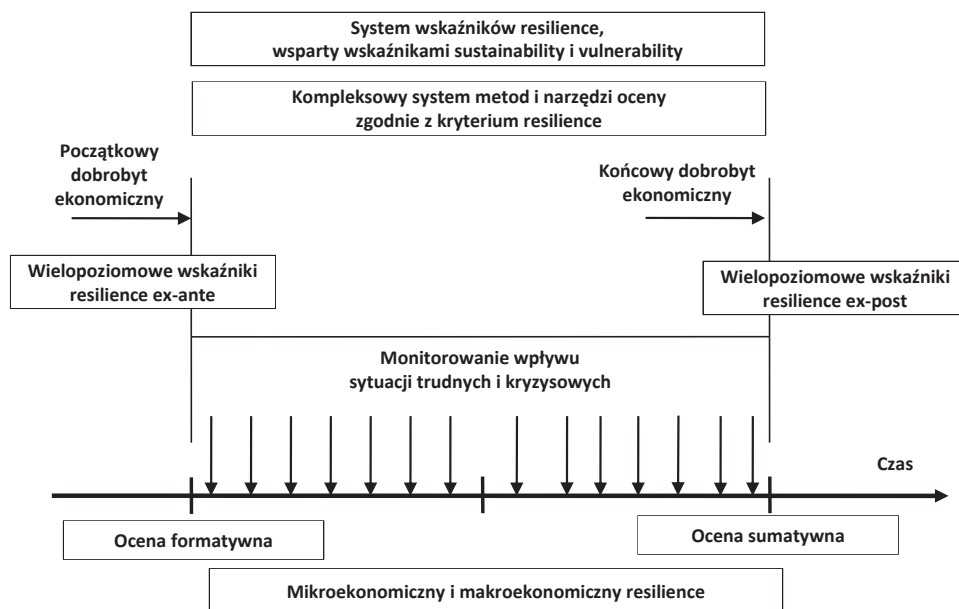 System wskaźników resilience,
wsparty wskaźnikami sustainability i vulnerability
Kompleksowy system metod i narzędzi oceny
zgodnie z kryterium resilience
Początkowy
dobrobyt
ekonomiczny
Końcowy dobrobyt
ekonomiczny
Wielopoziomowe wskaźniki
resilience ex-ante
Wielopoziomowe wskaźniki
resilience ex-post
Monitorowanie wpływu
sytuacji trudnych i kryzysowych
Czas
Ocena formatywna
Ocena sumatywna
Mikroekonomiczny i makroekonomiczny resilience